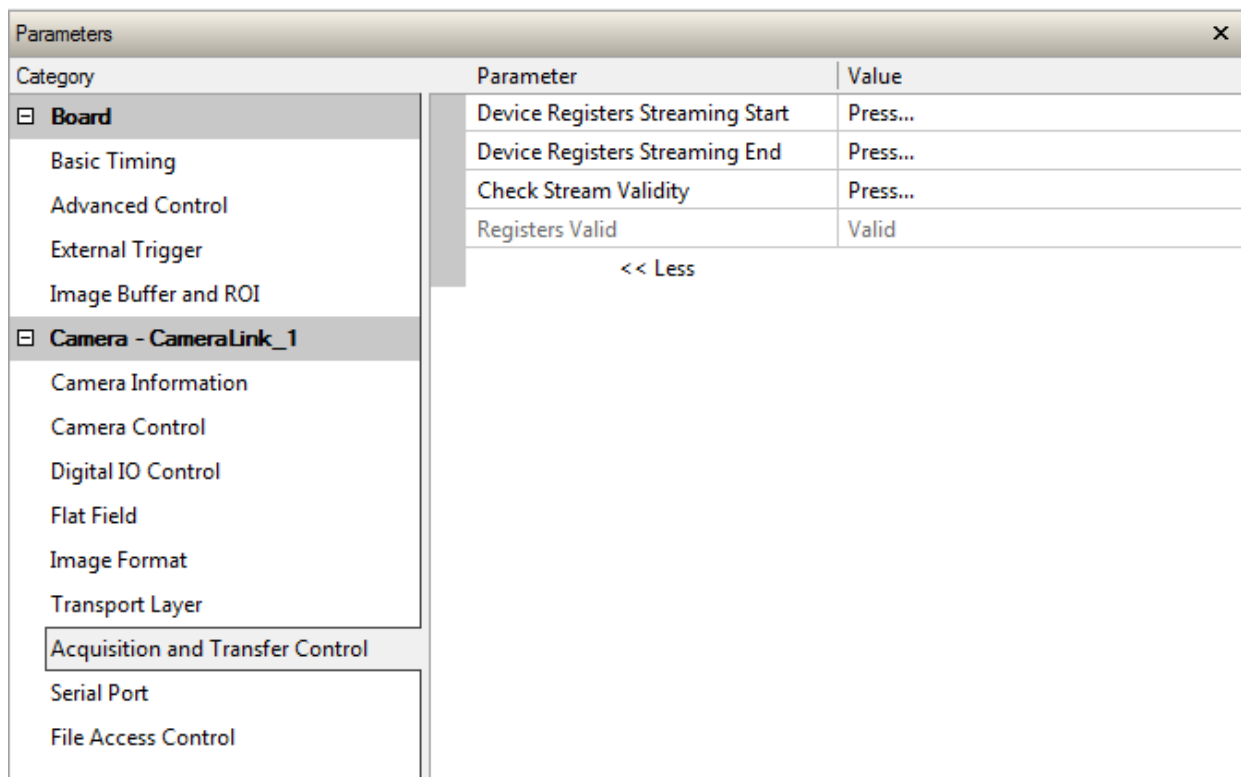 Parameters
Category Parameter Value
Board
Basic Timing
Advanced Control
External Trigger
Image Buffer and ROI
Camera - CameraLink_1
Camera Information
Camera Control
Digital IO Control
Flat Field
Image Format
Transport Layer
Acquisition and Transfer Control
Serial Port
File Access Control
Device Registers Streaming Start Press...
Device Registers Streaming End Press...
Check Stream Validity Press...
Registers Valid Valid
<< Less